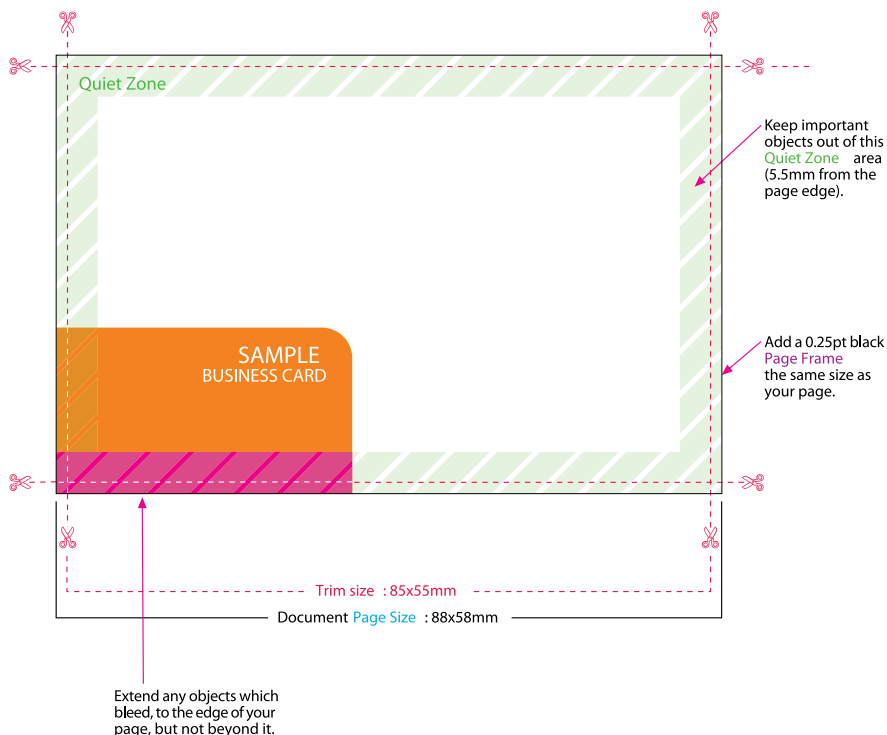 Quiet Zone
Keep important
objects out of this
Quiet Zone area
(5.5mm from the
page edge).
SAMPLE
BUSINESS CARD
Add a 0.25pt black
Page Frame
the same size as
your page.
Trim size : 85x55mm
Document Page Size : 88x58mm
Extend any objects which
bleed, to the edge of your
page, but not beyond it.